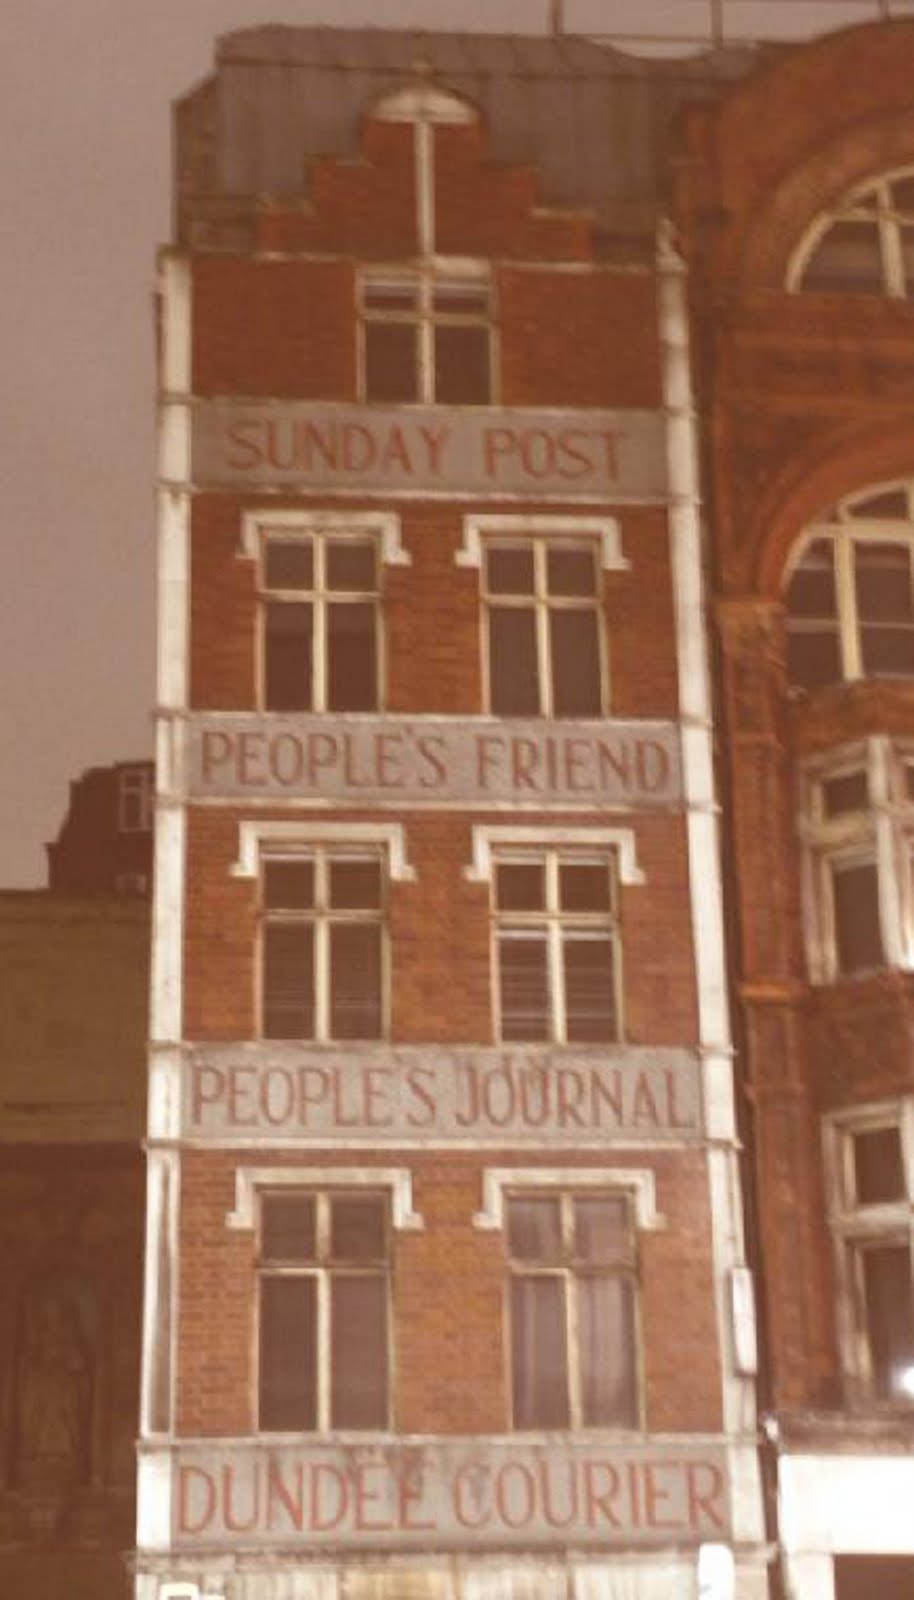 SUNDAY POST
PEOPLE'S FRIEND
PEOPLE'S JOURNAL
DUNDEE COURIER